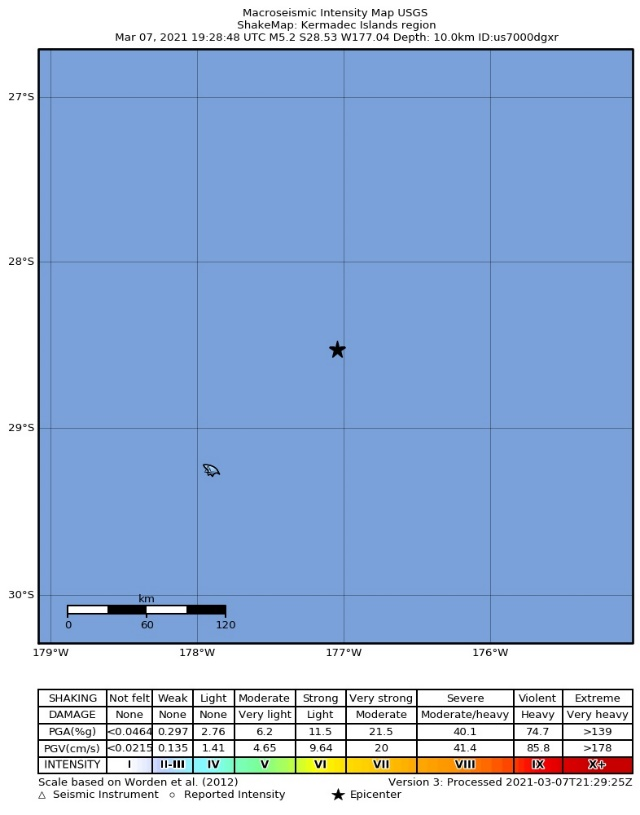 Macroseismic Intensity Map USGS
ShakeMap: Kermadec Islands region
Mar 07, 2021 19:28:48 UTC M5.2 S28.53 W177.04 Depth: 10.0km ID:us7000dgxr
27°S
28°S
29°S
30°S
km
0 60 120
179°W 178°W 177°W 176°W
SHAKING Not felt Weak Light Moderate Strong Very strong Severe Violent Extreme
DAMAGE None None None Very light Light Moderate Moderate/heavy Heavy Very heavy
PGA(%g) <0.0464 0.297 2.76 6.2 11.5 21.5 40.1 74.7 >139
PGV(cm/s) <0.0215 0.135 1.41 4.65 9.64 20 41.4 85.8 >178
INTENSITY I II-III IV V VI VII VIII IX X+
Scale based on Worden et al. (2012) Version 3: Processed 2021-03-07T21:29:25Z
△ Seismic Instrument ○ Reported Intensity ★ Epicenter